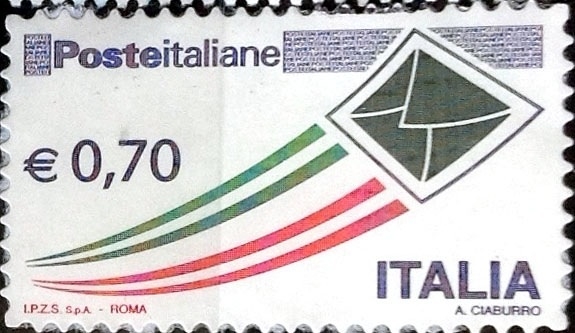 Posteitaliane
€ 0,70
ITALIA
I.P.Z.S. S.p.A. - ROMA
A. CIABURRO